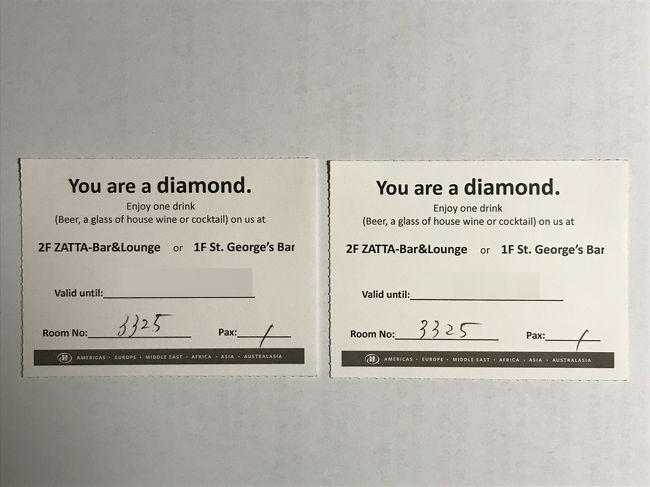 You are a diamond.
Enjoy one drink
(Beer, a glass of house wine or cocktail) on us at
2F ZATTA-Bar&Lounge or 1F St. George's Bar
Valid until:
Room No: 3325 Pax: 1
AMERICAS · EUROPE · MIDDLE EAST · AFRICA · ASIA · AUSTRALASIA
You are a diamond.
Enjoy one drink
(Beer, a glass of house wine or cocktail) on us at
2F ZATTA-Bar&Lounge or 1F St. George's Bar
Valid until:
Room No: 3325 Pax: 1
AMERICAS · EUROPE · MIDDLE EAST · AFRICA · ASIA · AUSTRALASIA